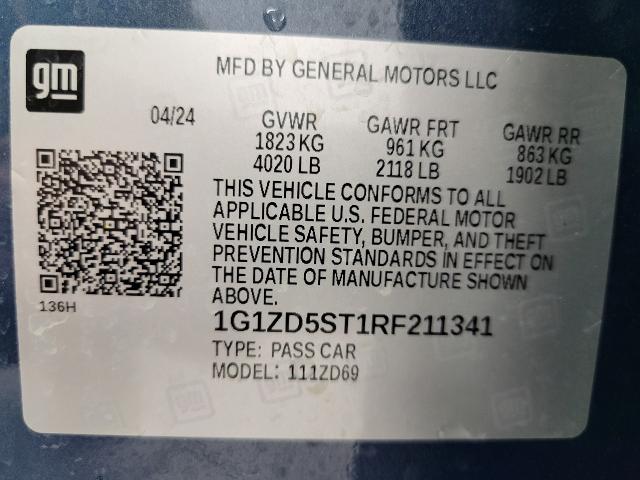 gm
MFD BY GENERAL MOTORS LLC
04/24
GVWR GAWR FRT GAWR RR
1823 KG 961 KG 863 KG
4020 LB 2118 LB 1902 LB
THIS VEHICLE CONFORMS TO ALL
APPLICABLE U.S. FEDERAL MOTOR
VEHICLE SAFETY, BUMPER, AND THEFT
PREVENTION STANDARDS IN EFFECT ON
THE DATE OF MANUFACTURE SHOWN
ABOVE.
136H
1G1ZD5ST1RF211341
TYPE: PASS CAR
MODEL: 111ZD69